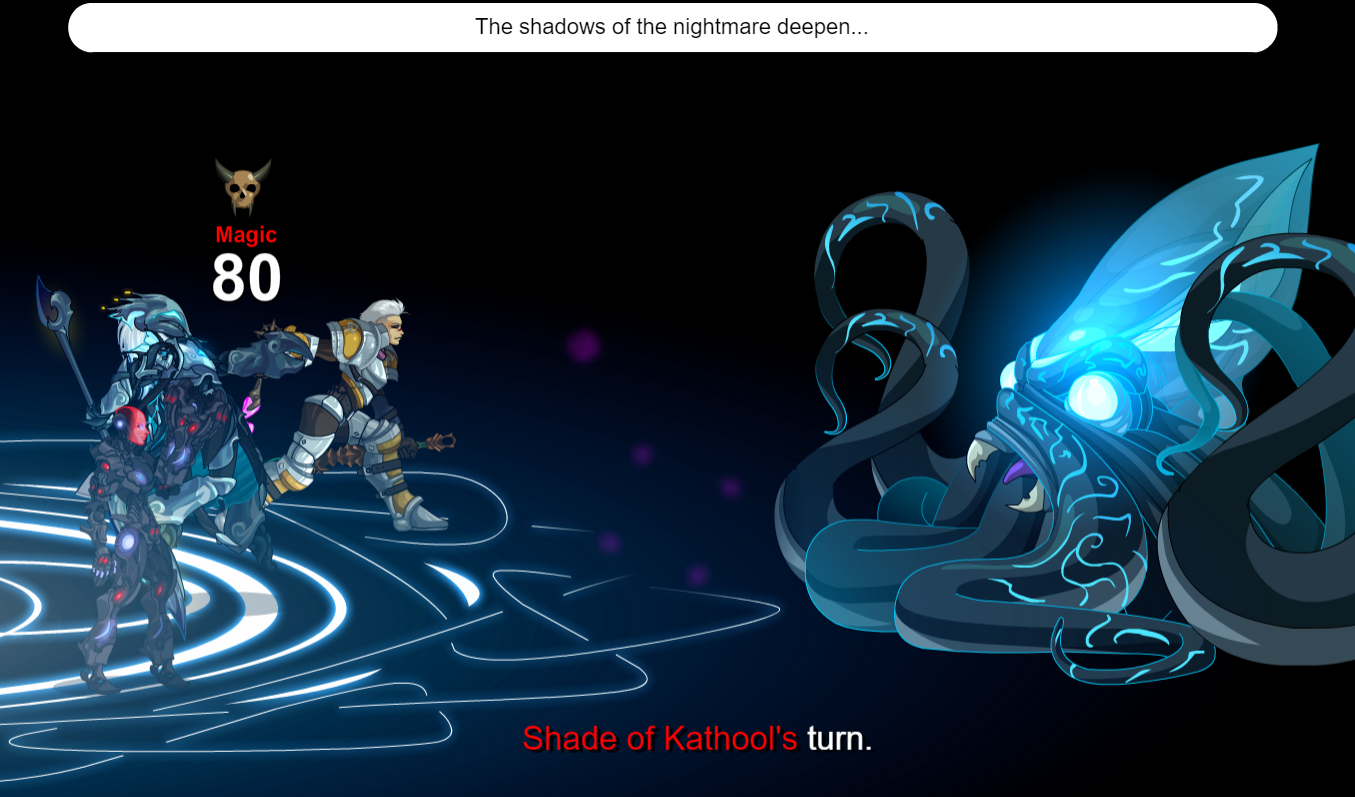 The shadows of the nightmare deepen...
Magic
80
Shade of Kathool's turn.